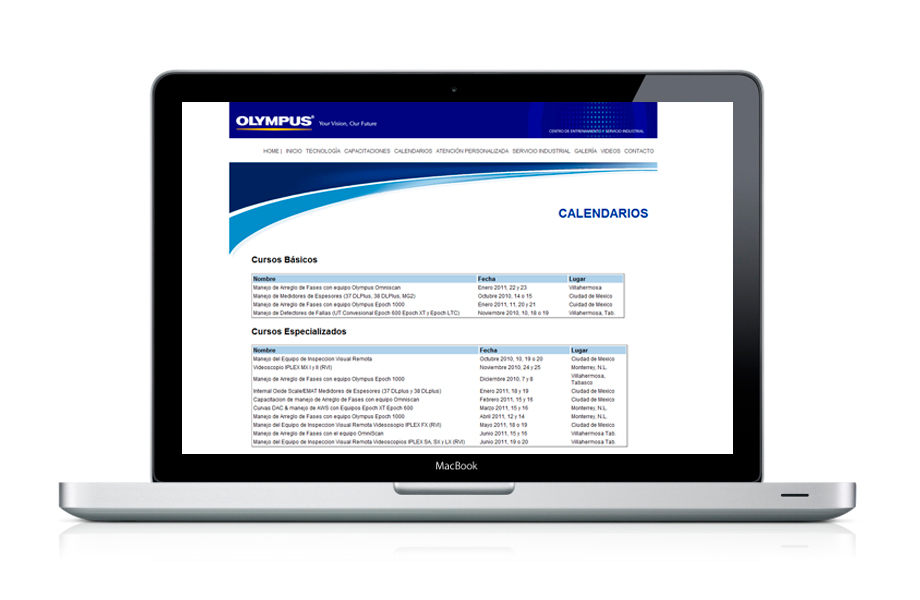 OLYMPUS® Your Vision, Our Future
CENTRO DE ENTRENAMIENTO Y SERVICIO INDUSTRIAL
HOME | INICIO TECNOLOGÍA CAPACITACIONES CALENDARIOS ATENCIÓN PERSONALIZADA SERVICIO INDUSTRIAL GALERÍA VIDEOS CONTACTO
CALENDARIOS
Cursos Básicos
Nombre Fecha Lugar
Manejo de Arreglo de Fases con equipo Olympus Omniscan Enero 2011, 22 y 23 Villahermosa
Manejo de Medidores de Espesores (37 DLPlus, 38 DLPlus, MG2) Octubre 2010, 14 o 15 Ciudad de Mexico
Manejo de Arreglo de Fases con equipo Olympus Epoch 1000 Enero 2011, 11, 20 y 21 Cuidad de Mexico
Manejo de Detectores de Fallas (UT Convesional Epoch 600 Epoch XT y Epoch LTC) Noviembre 2010, 10, 18 o 19 Villahermosa, Tab.
Cursos Especializados
Nombre Fecha Lugar
Manejo del Equipo de Inspeccion Visual Remota Octubre 2010, 10, 19 o 20 Ciudad de Mexico
Videoscopio IPLEX MX I y II (RVI) Noviembre 2010, 24 y 25 Monterrey, N.L.
Manejo de Arreglo de Fases con equipo Olympus Epoch 1000 Diciembre 2010, 7 y 8 Villahermosa,
Tabasco
Internal Oxide Scale/EMAT Medidores de Espesores (37 DLplus y 38 DLplus) Enero 2011, 18 y 19 Ciudad de Mexico
Capacitacion de manejo de Arreglo de Fases con equipo Omniscan Febrero 2011, 15 y 16 Ciudad de Mexico
Curvas DAC & manejo de AWS con Equipos Epoch XT Epoch 600 Marzo 2011, 15 y 16 Monterrey, N.L.
Manejo de Arreglo de Fases con equipo Olympus Epoch 1000 Abril 2011, 12 y 14 Monterrey, N.L.
Manejo del Equipo de Inspeccion Visual Remota Videosopio IPLEX FX (RVI) Mayo 2011, 18 o 19 Ciudad de Mexico
Manejo de Arreglo de Fases con el equipo OmniScan Junio 2011, 15 y 16 Villahermosa Tab.
Manejo del Equipo de Inspeccion Visual Remota Videoscopios IPLEX SA, SX y LX (RVI) Junio 2011, 19 o 20 Villahermosa Tab.
MacBook